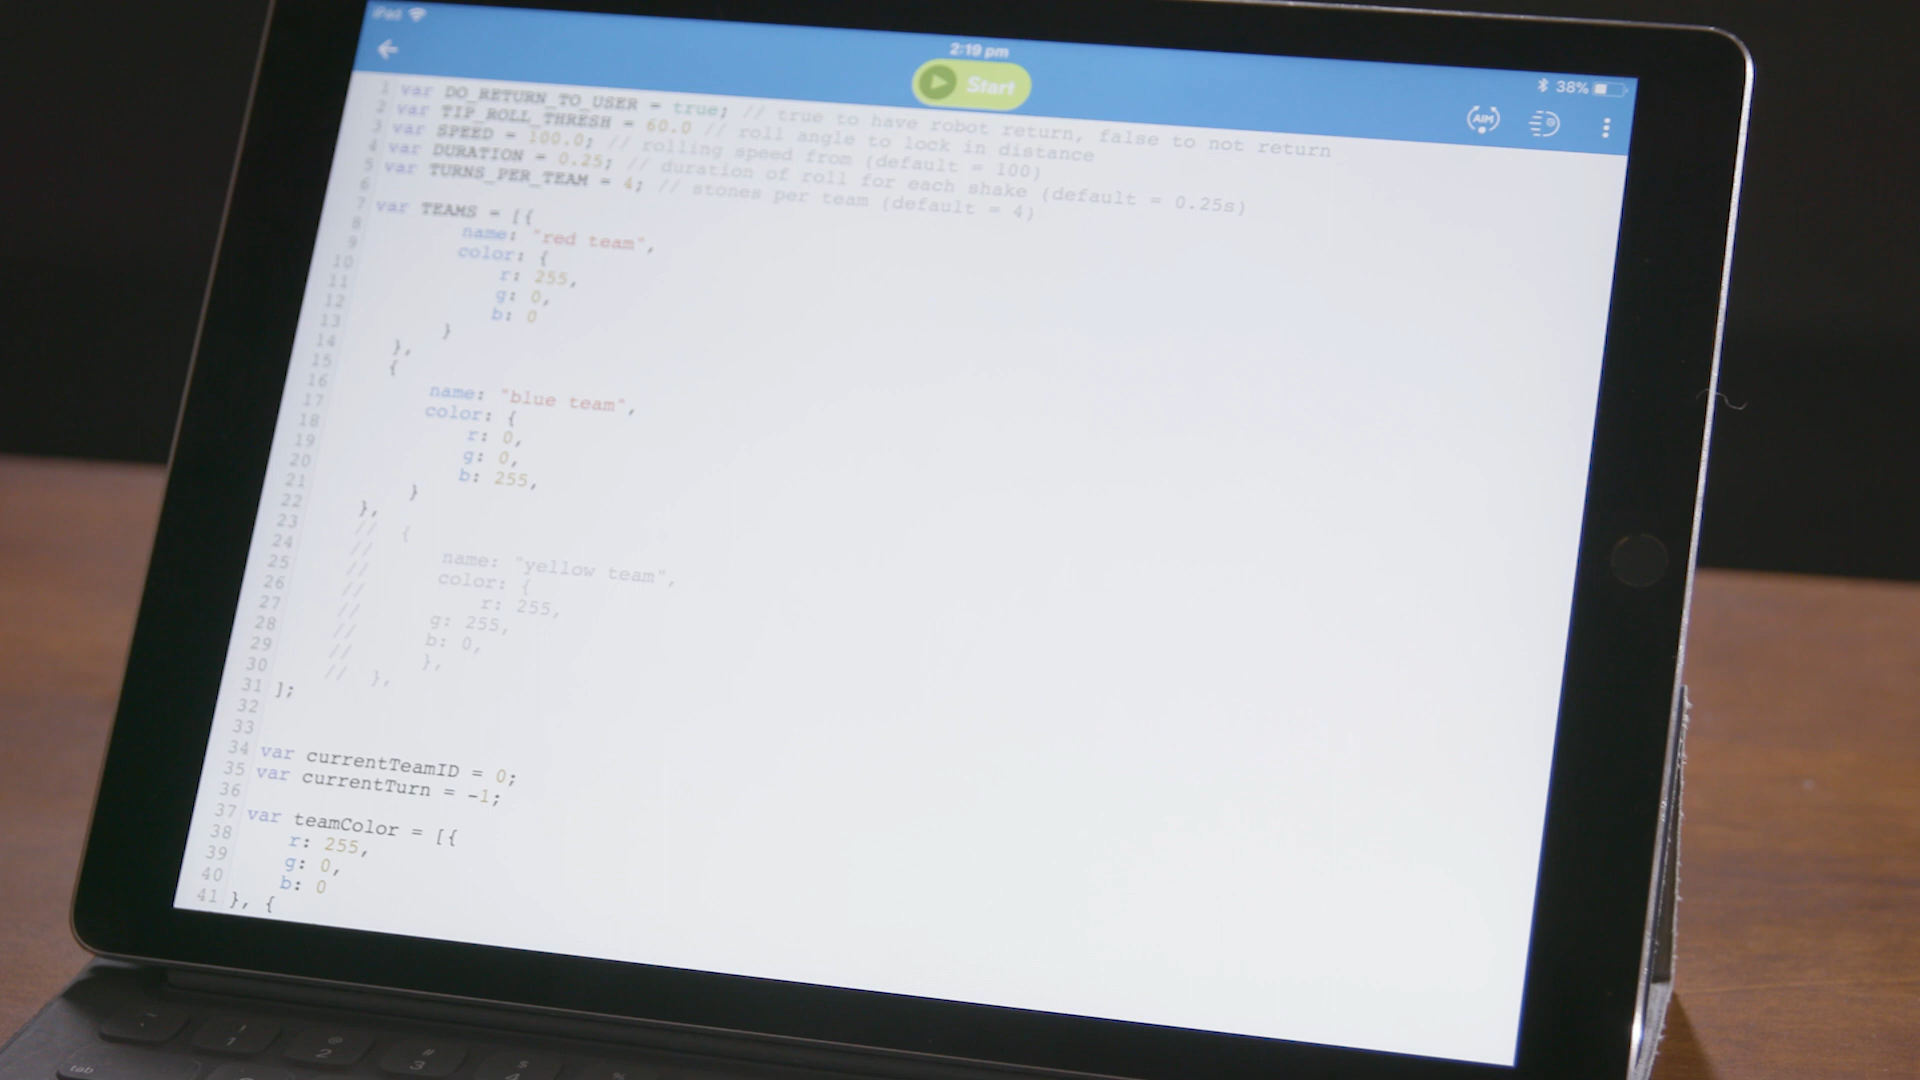 iPad
2:19 pm
38%
Start
AIM
1 var DO_RETURN_TO_USER = true; // true to have robot return, false to not return
2 var TIP_ROLL_THRESH = 60.0 // roll angle to lock in distance
3 var SPEED = 100.0; // rolling speed from (default = 100)
4 var DURATION = 0.25; // duration of roll for each shake (default = 0.25s)
5 var TURNS_PER_TEAM = 4; // stones per team (default = 4)
6
7 var TEAMS = [{
8 name: "red team",
9 color: {
10 r: 255,
11 g: 0,
12 b: 0
13 }
14 },
15 {
16
17 name: "blue team",
18 color: {
19 r: 0,
20 g: 0,
21 b: 255,
22 }
23 },
24 // {
25 // name: "yellow team",
26 // color: {
27 // r: 255,
28 // g: 255,
29 // b: 0,
30 // },
31 // },
];
32
33
34 var currentTeamID = 0;
35 var currentTurn = -1;
36
37 var teamColor = [{
38 r: 255,
39 g: 0,
40 b: 0
41 }, {
1
2
3
tab